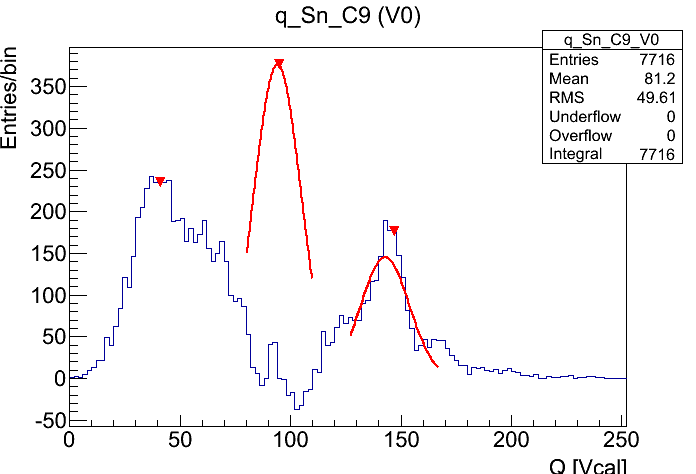 q_Sn_C9 (V0)
q_Sn_C9_V0
Entries 7716
Mean 81.2
RMS 49.61
Underflow 0
Overflow 0
Integral 7716
Entries/bin
350
300
250
200
150
100
50
0
-50
0 50 100 150 200 250
Q [Vcal]